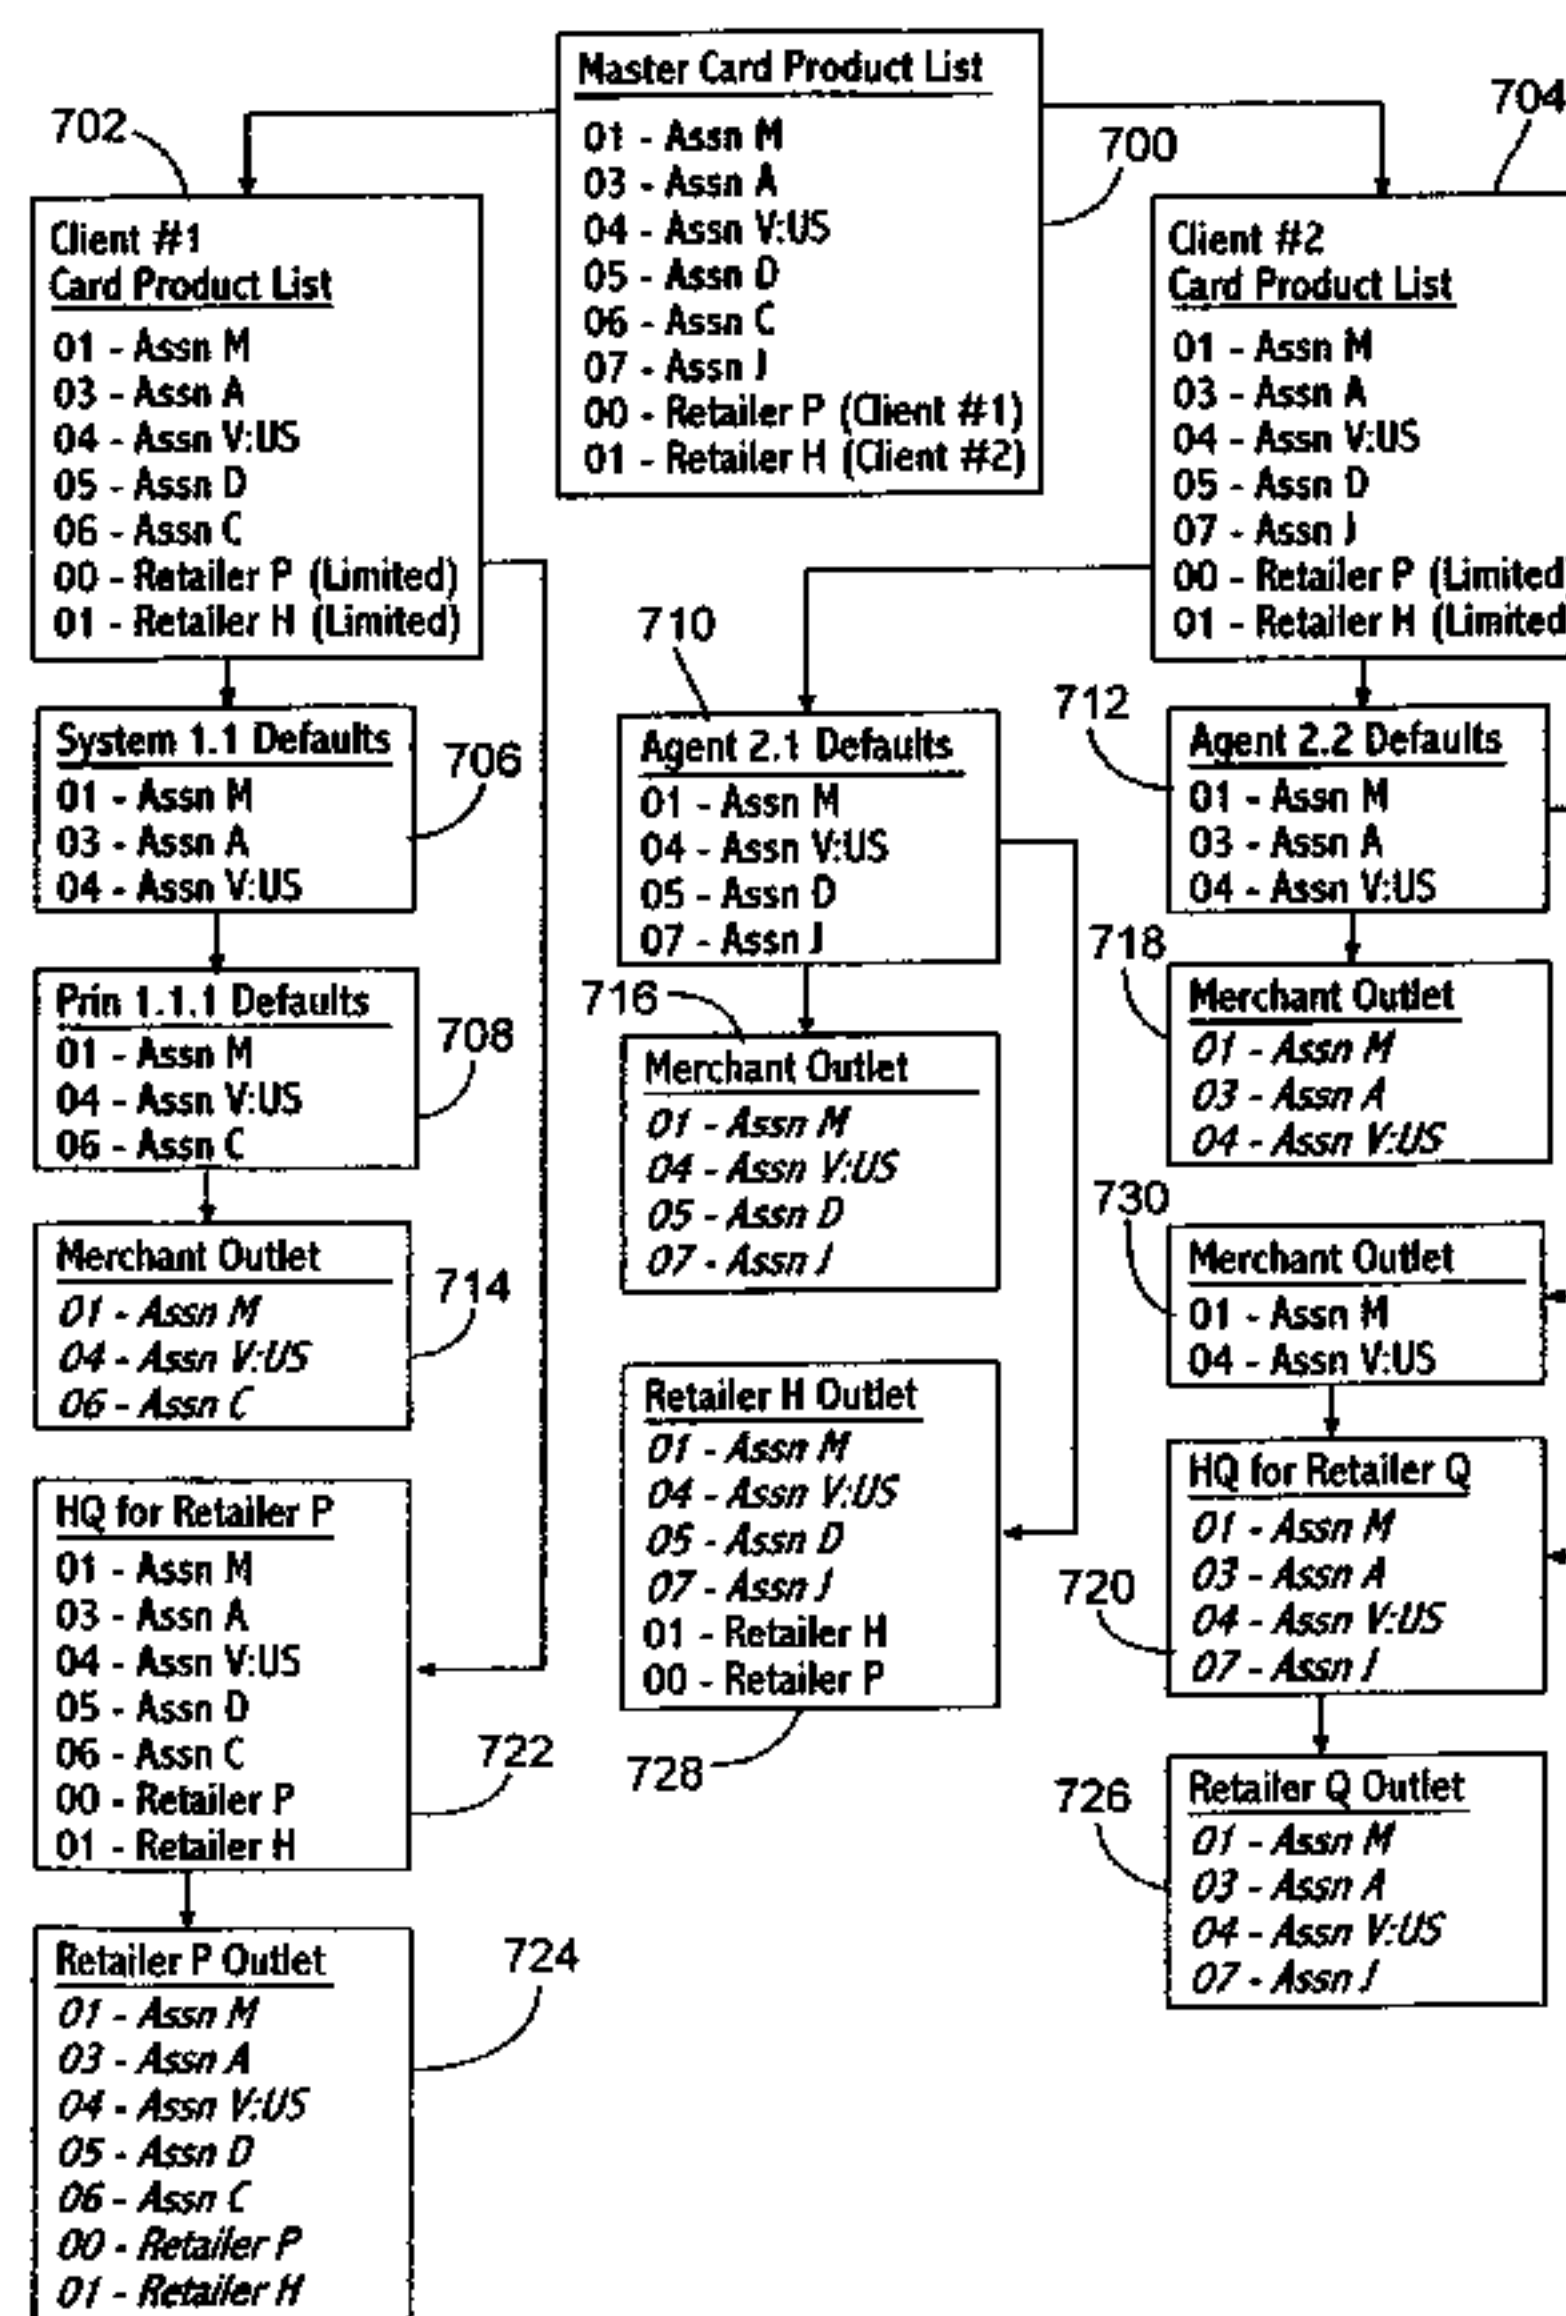 Master Card Product List
01 - Assn M
03 - Assn A
04 - Assn V:US
05 - Assn D
06 - Assn C
07 - Assn J
00 - Retailer P (Client #1)
01 - Retailer H (Client #2)
700
702
Client #1
Card Product List
01 - Assn M
03 - Assn A
04 - Assn V:US
05 - Assn D
06 - Assn C
00 - Retailer P (Limited)
01 - Retailer H (Limited)
704
Client #2
Card Product List
01 - Assn M
03 - Assn A
04 - Assn V:US
05 - Assn D
07 - Assn J
00 - Retailer P (Limited
01 - Retailer H (Limited
System 1.1 Defaults
01 - Assn M
03 - Assn A
04 - Assn V:US
706
Prin 1.1.1 Defaults
01 - Assn M
04 - Assn V:US
06 - Assn C
708
Merchant Outlet
01 - Assn M
04 - Assn V:US
06 - Assn C
714
HQ for Retailer P
01 - Assn M
03 - Assn A
04 - Assn V:US
05 - Assn D
06 - Assn C
00 - Retailer P
01 - Retailer H
722
Retailer P Outlet
01 - Assn M
03 - Assn A
04 - Assn V:US
05 - Assn D
06 - Assn C
00 - Retailer P
01 - Retailer H
724
710
Agent 2.1 Defaults
01 - Assn M
04 - Assn V:US
05 - Assn D
07 - Assn J
716
Merchant Outlet
01 - Assn M
04 - Assn V:US
05 - Assn D
07 - Assn J
Retailer H Outlet
01 - Assn M
04 - Assn V:US
05 - Assn D
07 - Assn J
01 - Retailer H
00 - Retailer P
728
712
Agent 2.2 Defaults
01 - Assn M
03 - Assn A
04 - Assn V:US
718
Merchant Outlet
01 - Assn M
03 - Assn A
04 - Assn V:US
730
Merchant Outlet
01 - Assn M
04 - Assn V:US
HQ for Retailer Q
01 - Assn M
03 - Assn A
04 - Assn V:US
07 - Assn J
720
Retailer Q Outlet
01 - Assn M
03 - Assn A
04 - Assn V:US
07 - Assn J
726